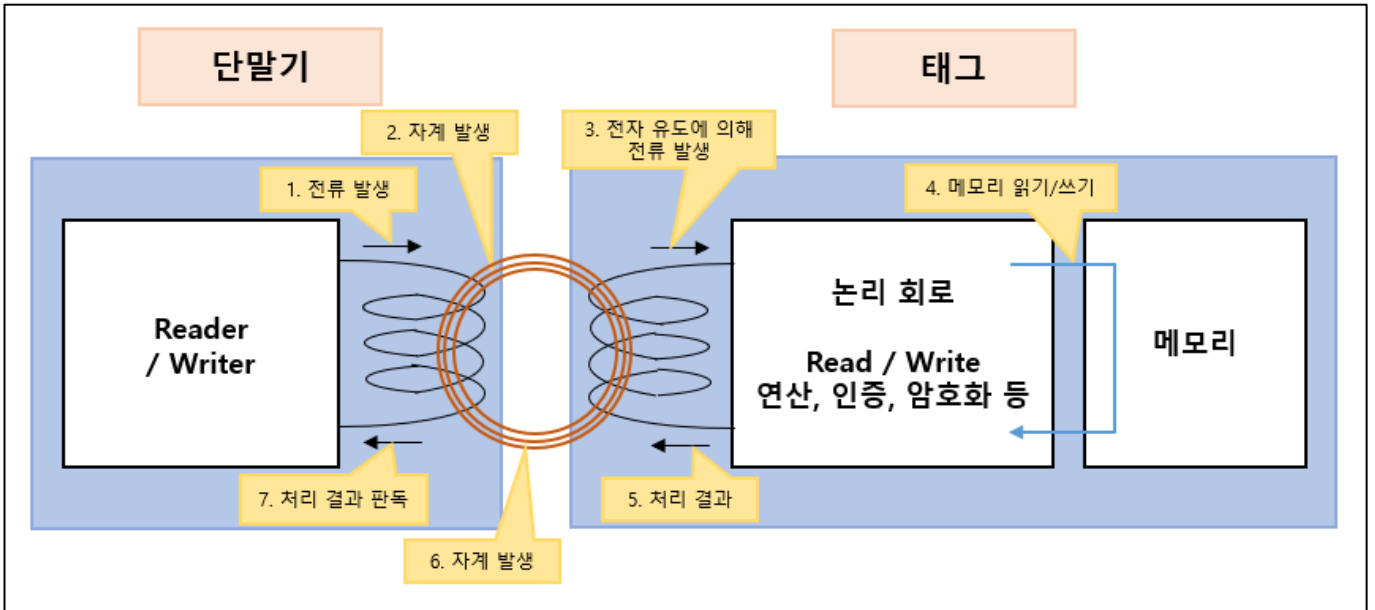 단말기
태그
2. 자계 발생
3. 전자 유도에 의해
전류 발생
1. 전류 발생
4. 메모리 읽기/쓰기
Reader
/ Writer
논리 회로
Read / Write
연산, 인증, 암호화 등
메모리
7. 처리 결과 판독
5. 처리 결과
6. 자계 발생